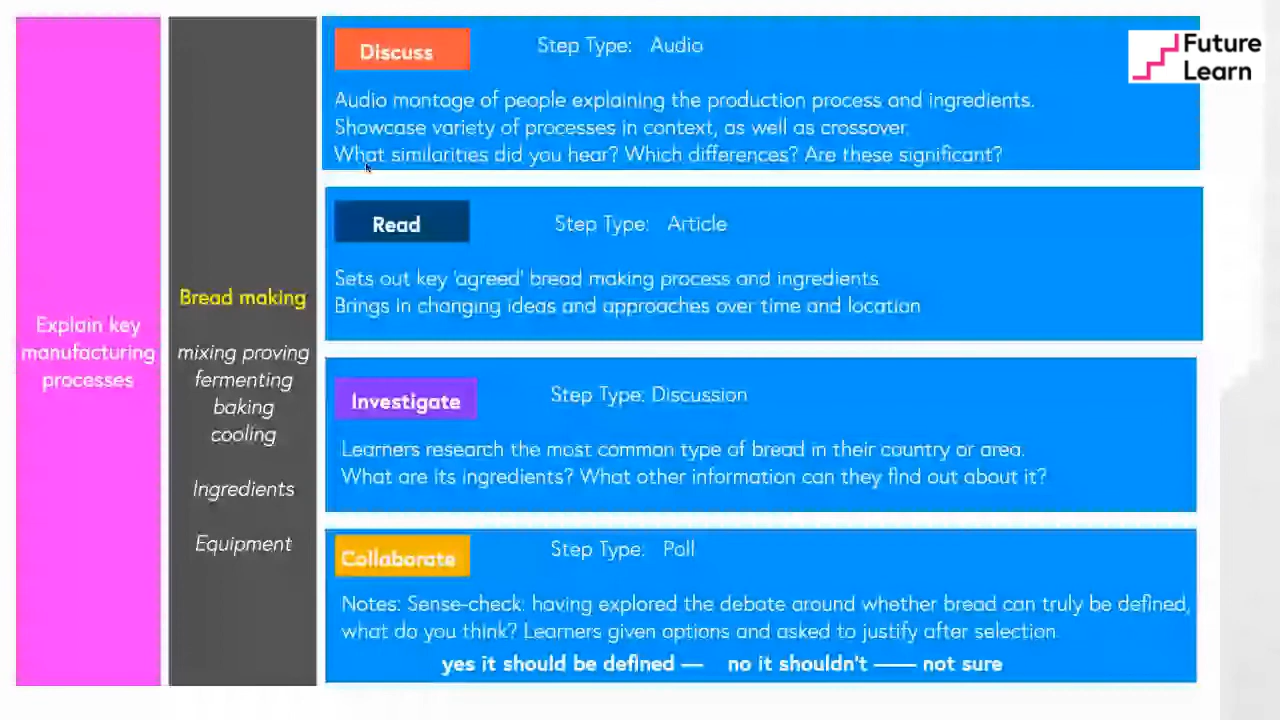 Future
Learn
Explain key
manufacturing
processes
Bread making
mixing proving
fermenting
baking
cooling
Ingredients
Equipment
Discuss
Step Type: Audio
Audio montage of people explaining the production process and ingredients.
Showcase variety of processes in context, as well as crossover.
What similarities did you hear? Which differences? Are these significant?
Read
Step Type: Article
Sets out key 'agreed' bread making process and ingredients.
Brings in changing ideas and approaches over time and location
Investigate
Step Type: Discussion
Learners research the most common type of bread in their country or area.
What are its ingredients? What other information can they find out about it?
Collaborate
Step Type: Poll
Notes: Sense-check: having explored the debate around whether bread can truly be defined,
what do you think? Learners given options and asked to justify after selection.
yes it should be defined — no it shouldn't —— not sure